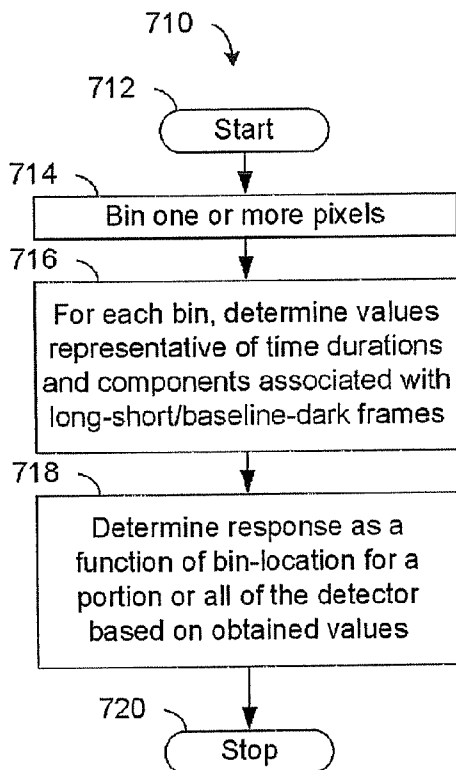 710
712
Start
714
Bin one or more pixels
716
For each bin, determine values
representative of time durations
and components associated with
long-short/baseline-dark frames
718
Determine response as a
function of bin-location for a
portion or all of the detector
based on obtained values
720
Stop